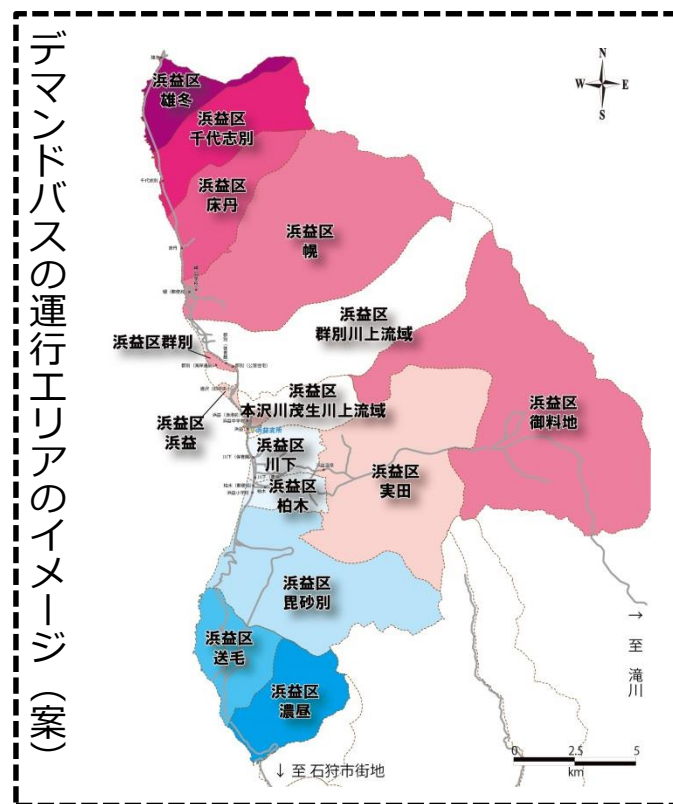 デマンドバスの運行エリアのイメージ（案）
N
W E
S
浜益区
雄冬
浜益区
千代志別
千代志別
浜益区
床丹
浜益区
幌
浜益区
群別川上流域
浜益区群別
浜益区
本沢川茂生川上流域
浜益区
浜益
浜益区
御料地
浜益区
川下
浜益区
実田
浜益区
柏木
浜益区
毘砂別
浜益区
送毛
浜益区
濃昼
→ 至 滝川
↓ 至 石狩市街地
0 2.5 5
km